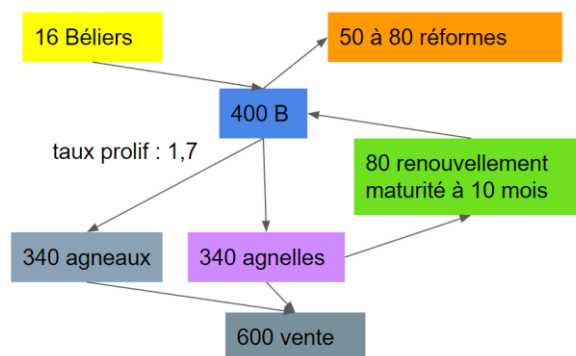 16 Béliers
50 à 80 réformes
400 B
taux prolif : 1,7
80 renouvellement
maturité à 10 mois
340 agneaux
340 agnelles
600 vente